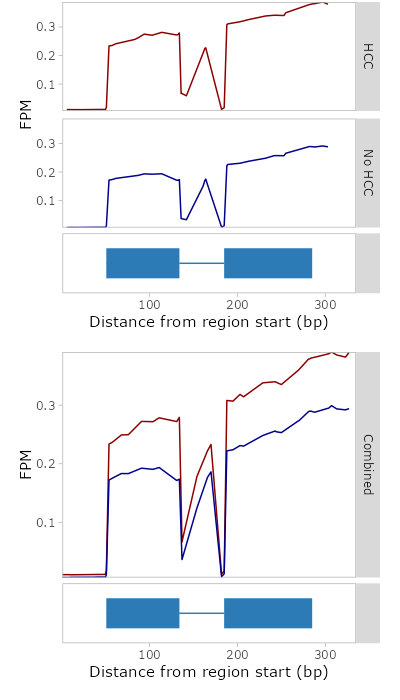 0.3
0.2
0.1
HCC
FPM
0.3
0.2
0.1
No HCC
100
200
300
Distance from region start (bp)
0.3
0.2
0.1
FPM
Combined
100
200
300
Distance from region start (bp)